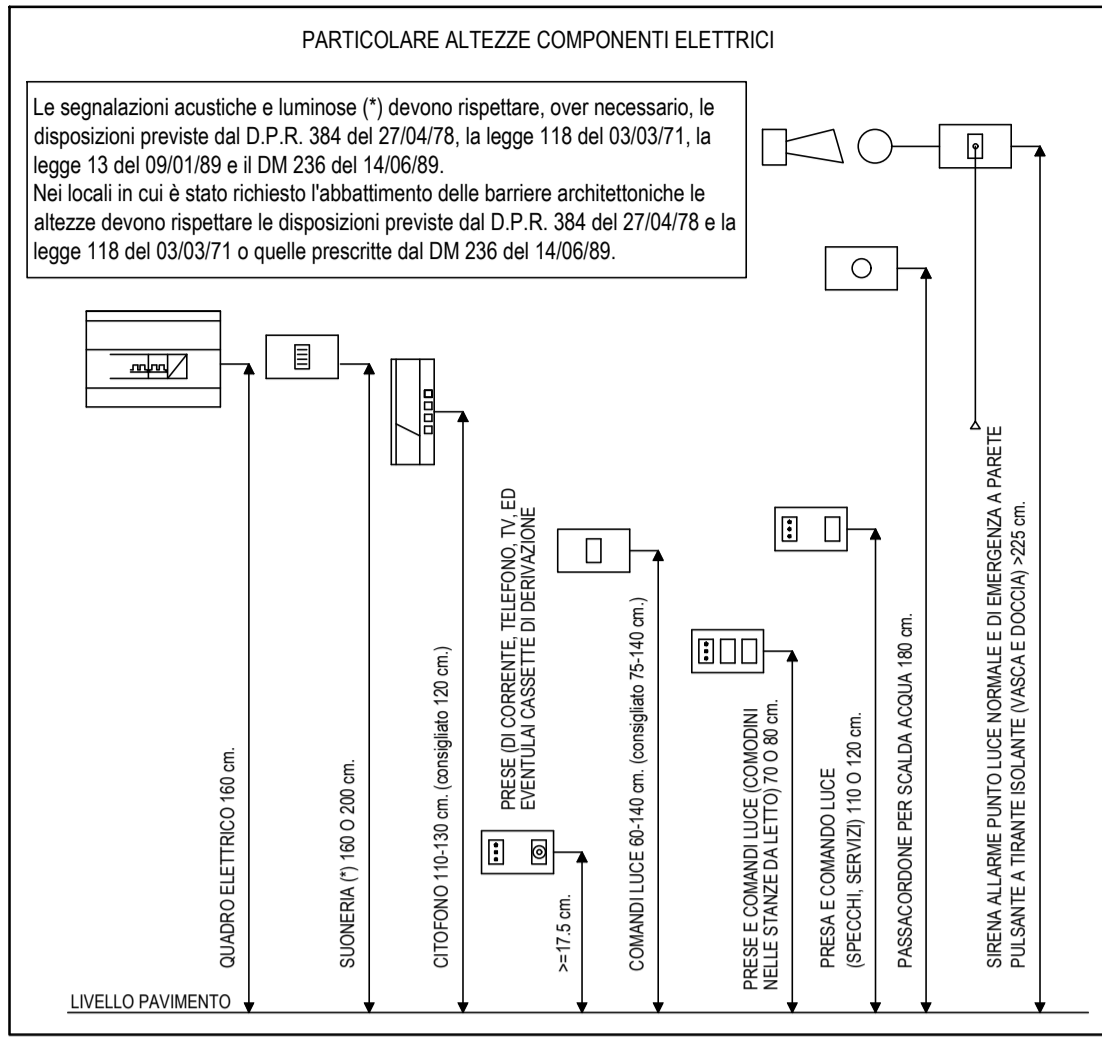 PARTICOLARE ALTEZZE COMPONENTI ELETTRICI
Le segnalazioni acustiche e luminose (*) devono rispettare, over necessario, le
disposizioni previste dal D.P.R. 384 del 27/04/78, la legge 118 del 03/03/71, la
legge 13 del 09/01/89 e il DM 236 del 14/06/89.
Nei locali in cui è stato richiesto l'abbattimento delle barriere architettoniche le
altezze devono rispettare le disposizioni previste dal D.P.R. 384 del 27/04/78 e la
legge 118 del 03/03/71 o quelle prescritte dal DM 236 del 14/06/89.
QUADRO ELETTRICO 160 cm.
SUONERIA (*) 160 O 200 cm.
CITOFONO 110-130 cm. (consigliato 120 cm.)
PRESE (DI CORRENTE, TELEFONO, TV, ED
EVENTULAI CASSETTE DI DERIVAZIONE
>=17.5 cm.
COMANDI LUCE 60-140 cm. (consigliato 75-140 cm.)
PRESE E COMANDI LUCE (COMODINI
NELLE STANZE DA LETTO) 70 O 80 cm.
PRESA E COMANDO LUCE
(SPECCHI, SERVIZI) 110 O 120 cm.
PASSACORDONE PER SCALDA ACQUA 180 cm.
SIRENA ALLARME PUNTO LUCE NORMALE E DI EMERGENZA A PARETE
PULSANTE A TIRANTE ISOLANTE (VASCA E DOCCIA) >225 cm.
LIVELLO PAVIMENTO